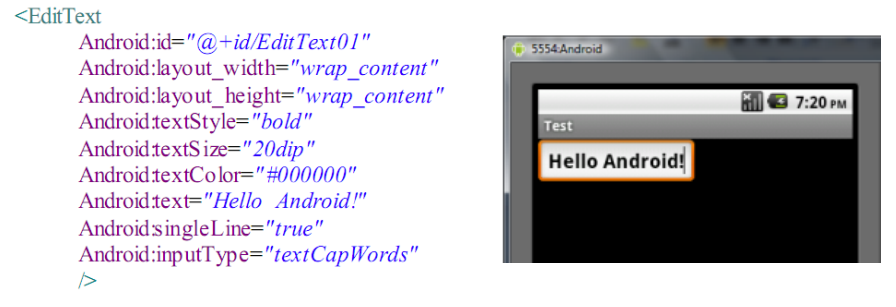 <EditText
Android:id="@+id/EditText01"
Android:layout_width="wrap_content"
Android:layout_height="wrap_content"
Android:textStyle="bold"
Android:textSize="20dip"
Android:textColor="#000000"
Android:text="Hello Android!"
Android:singleLine="true"
Android:inputType="textCapWords"
/>
5554:Android
7:20 PM
Test
Hello Android!